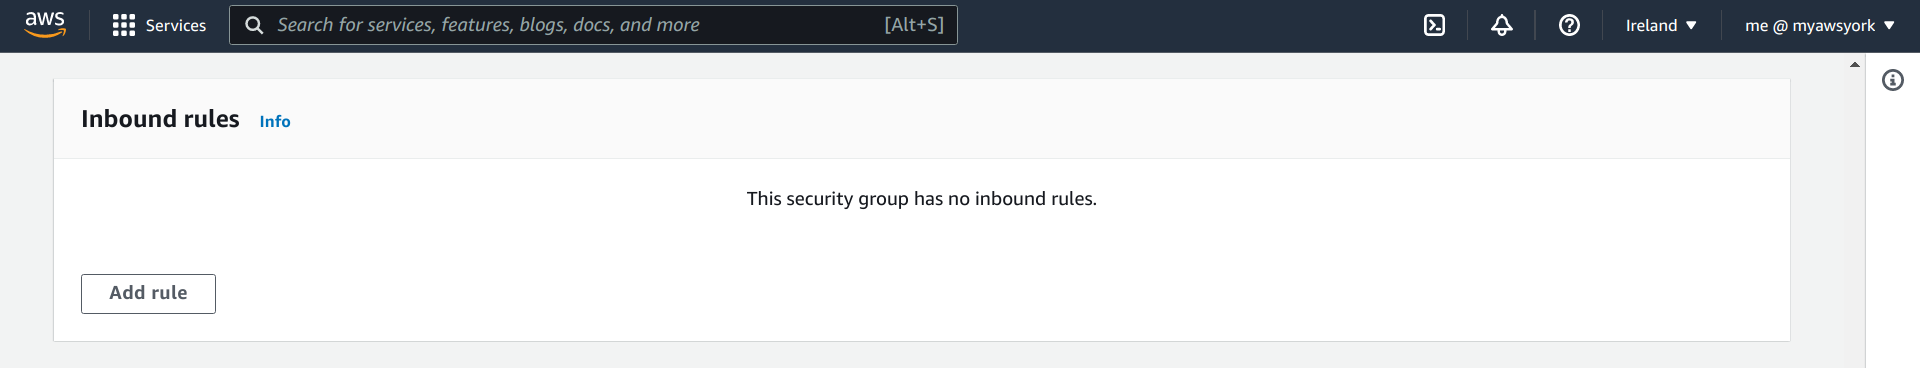 aws Services Search for services, features, blogs, docs, and more [Alt+S] Ireland me @ myawsyork
Inbound rules Info
This security group has no inbound rules.
Add rule